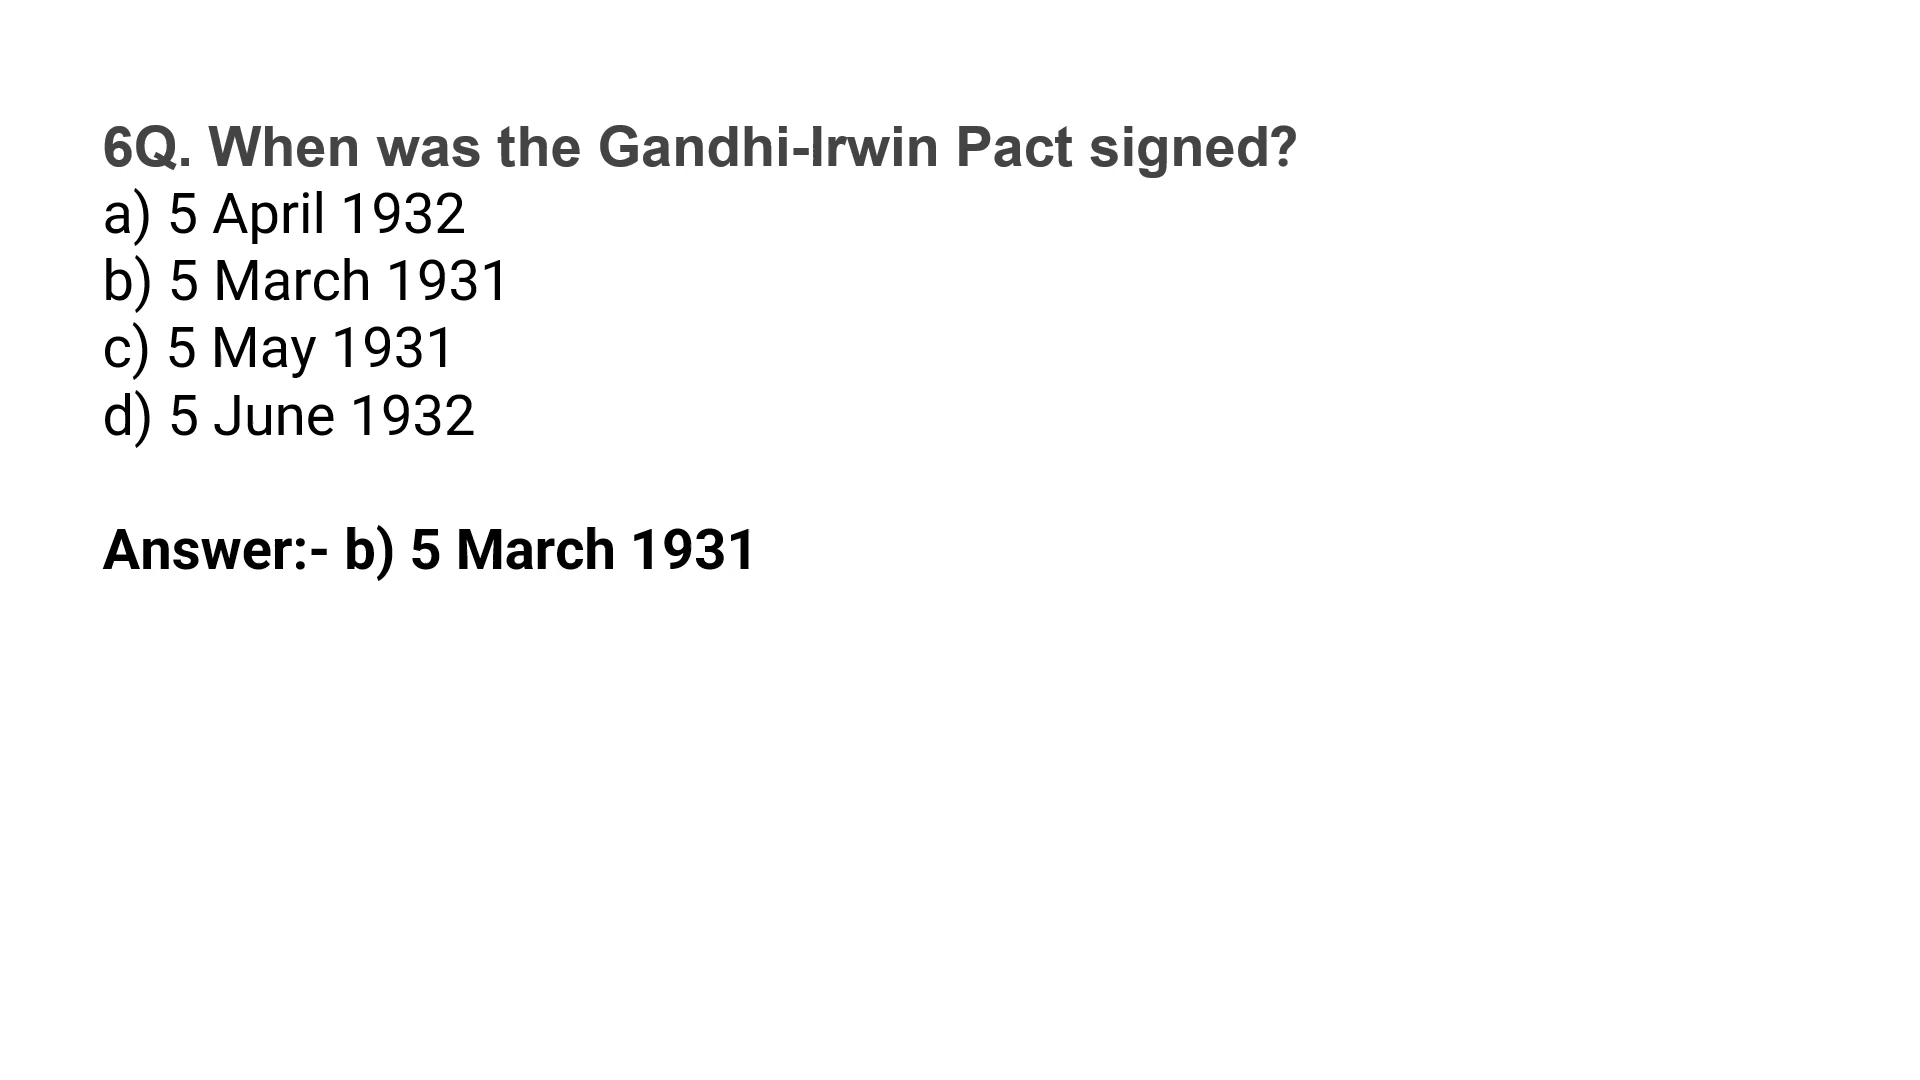 6Q. When was the Gandhi-Irwin Pact signed?
a) 5 April 1932
b) 5 March 1931
c) 5 May 1931
d) 5 June 1932
Answer:- b) 5 March 1931